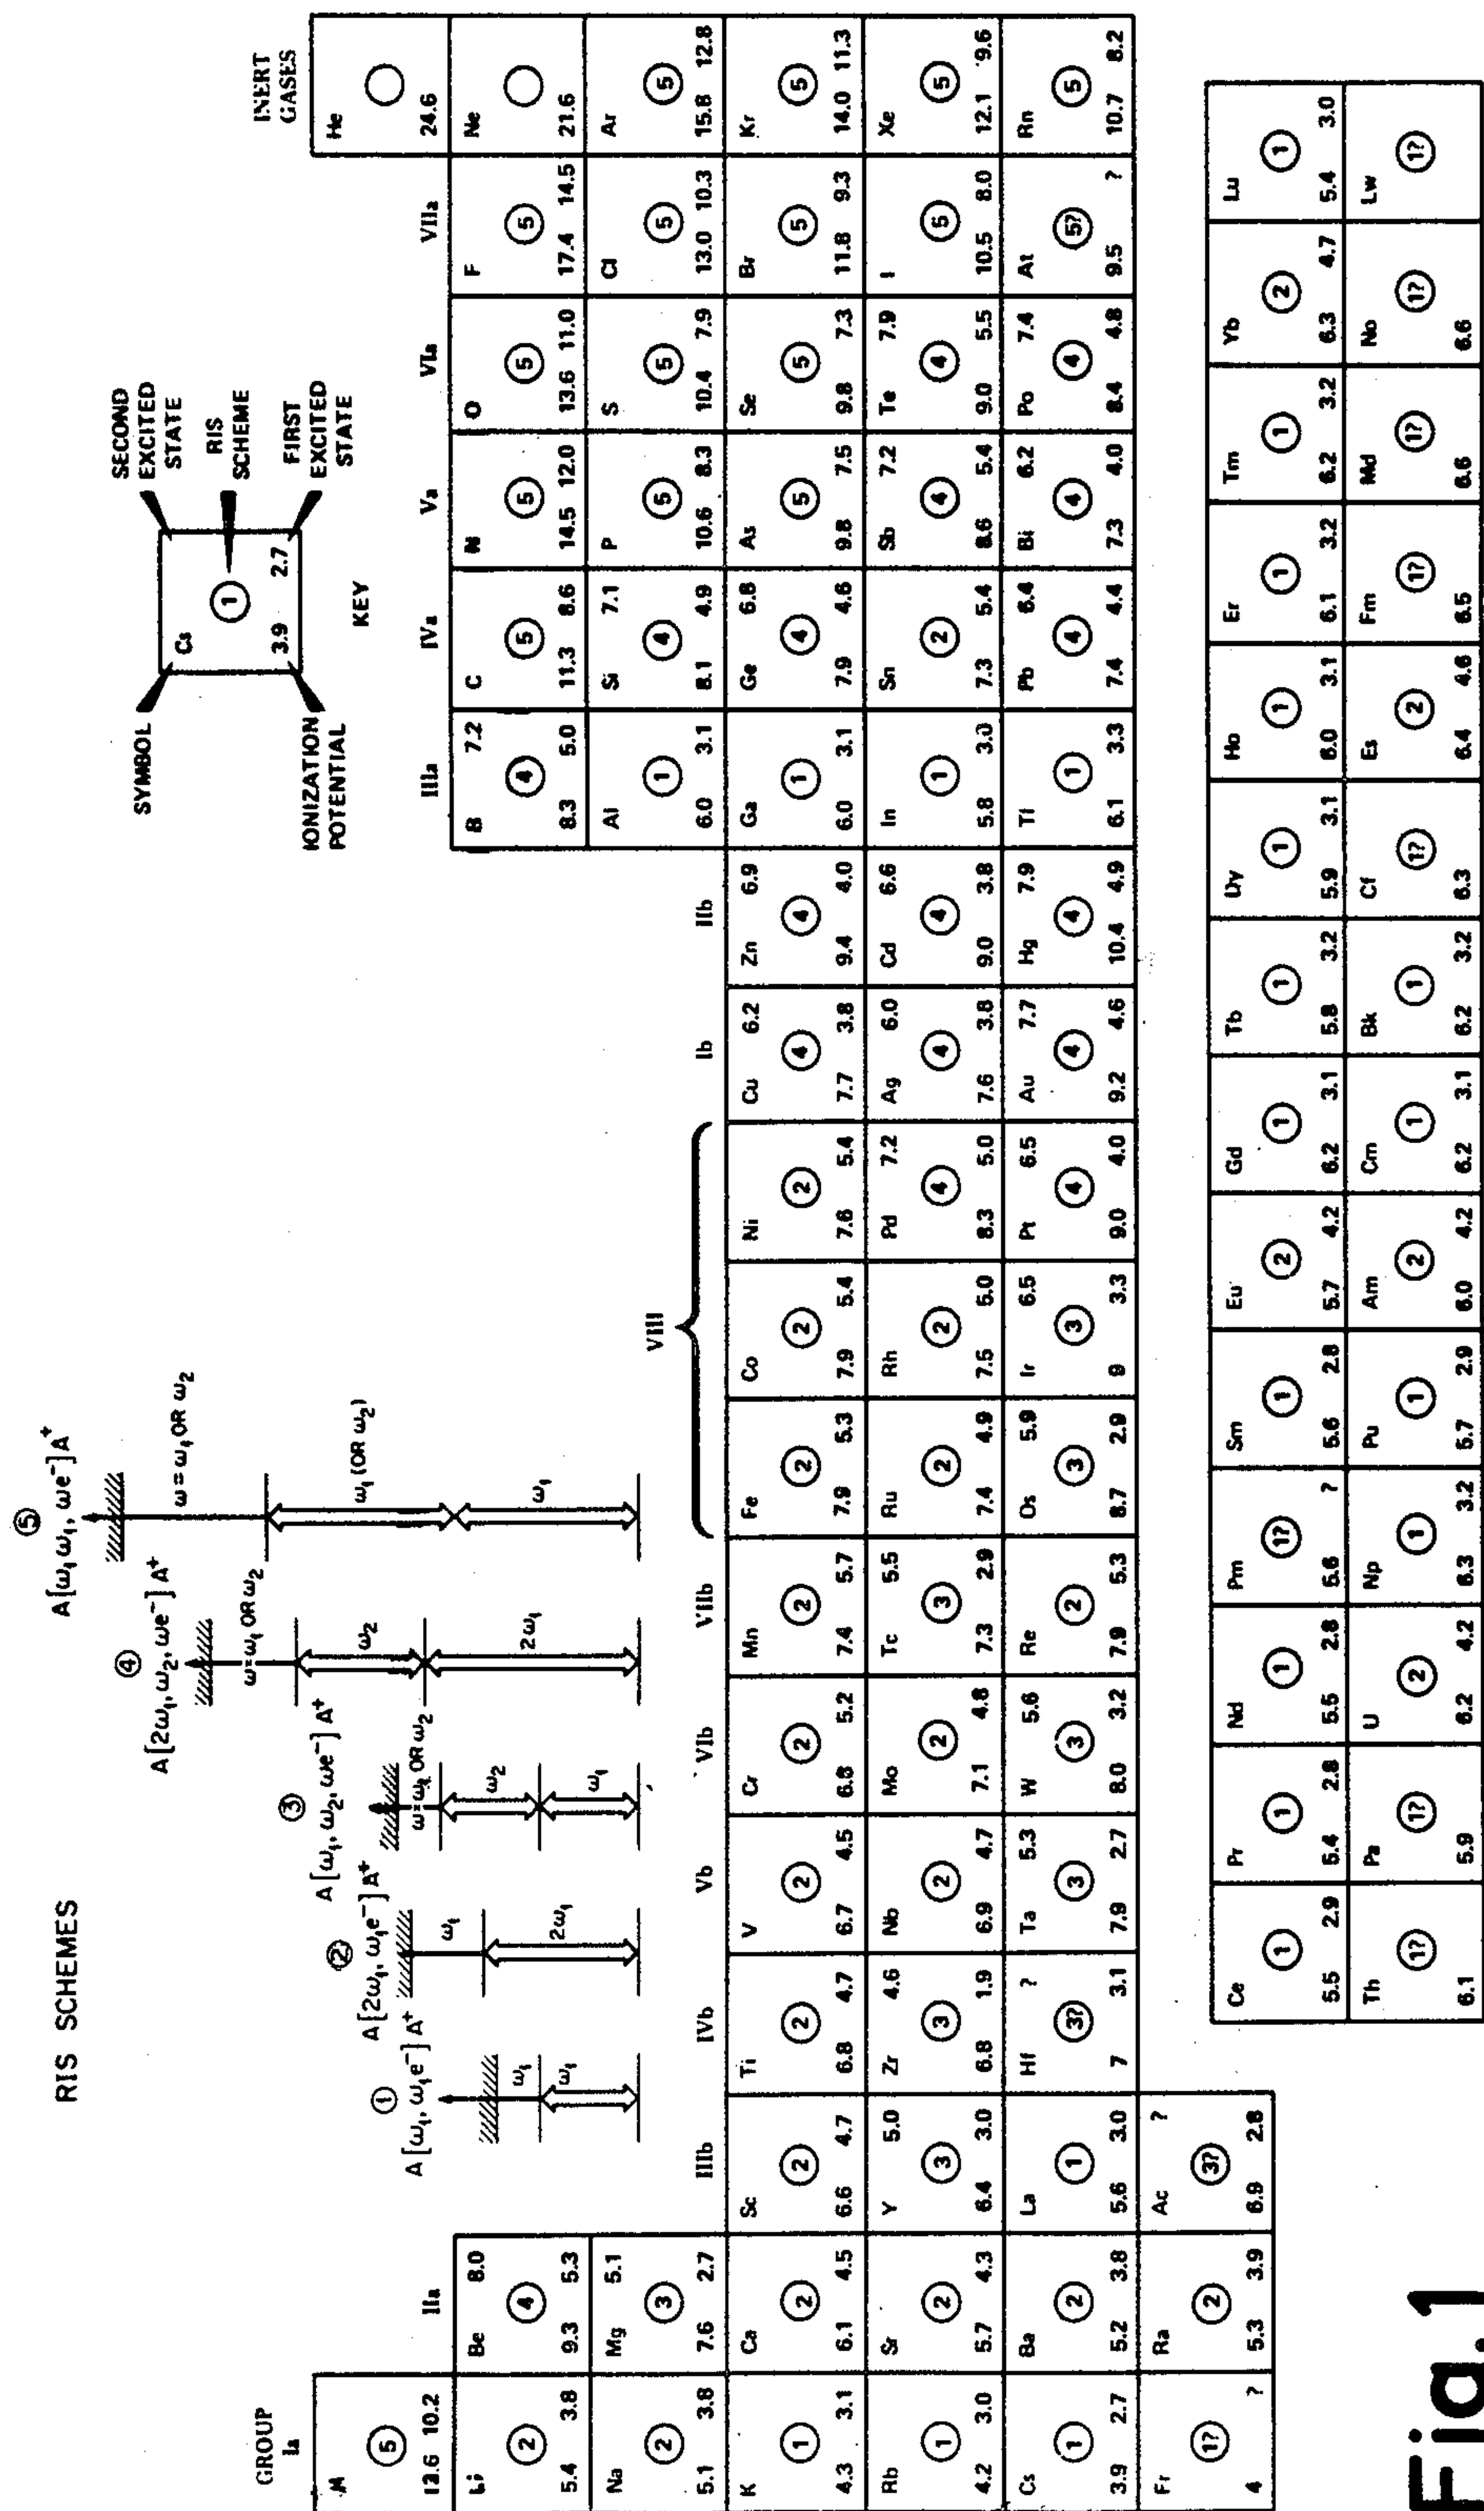 RIS SCHEMES
① ② ③ ④ ⑤
A[ω₁, ω₁e⁻]A⁺
A[2ω₁, ω₁e⁻]A⁺
A[ω₁, ω₂, ωe⁻]A⁺
A[2ω₁, ω₂, ωe⁻]A⁺
A[ω₁ω₁, ωe⁻]A⁺
ω₁
ω₁
ω₁
2ω₁
OR ω₂
ω₂
ω₁
ω=ω₁ OR ω₂
ω₂
2ω₁
ω = ω₁ OR ω₂
ω₁ (OR ω₂)
ω₁
SYMBOL
SECOND EXCITED STATE
RIS SCHEME
FIRST EXCITED STATE
IONIZATION POTENTIAL
Cs
①
3.9 2.7
KEY
GROUP
Ia IIa IIIb IVb Vb VIb VIIb VIII Ib IIb IIIa IVa Va VIa VIIa
INERT GASES
H He
⑤
13.6 10.2 24.6
Li Be 8.0 B 7.2 C N O F Ne
② ④ ④ ⑤ ⑤ ⑤ ⑤
5.4 3.8 9.3 5.3 8.3 5.0 11.3 8.6 14.5 12.0 13.6 11.0 17.4 14.5 21.6
Na Mg 5.1 Al Si 7.1 P S Cl Ar
② ③ ① ④ ⑤ ⑤ ⑤ ⑤
5.1 3.8 7.6 2.7 6.0 3.1 8.1 4.9 10.6 8.3 10.4 7.9 13.0 10.3 15.8 12.8
K Ca Sc Ti V Cr Mn Fe Co Ni Cu 6.2 Zn 6.9 Ga Ge 6.8 As Se Br Kr
① ② ② ② ② ② ② ② ② ② ④ ④ ① ④ ⑤ ⑤ ⑤ ⑤
4.3 3.1 6.1 4.5 6.6 4.7 6.8 4.7 6.7 4.5 6.8 5.2 7.4 5.7 7.9 5.3 7.9 5.4 7.6 5.4 7.7 3.8 9.4 4.0 6.0 3.1 7.9 4.6 9.8 7.5 9.8 7.3 11.8 9.3 14.0 11.3
Rb Sr Y 5.0 Zr 4.6 Nb Mo Tc 5.5 Ru Rh Pd 7.2 Ag 6.0 Cd 6.6 In Sn Sb 7.2 Te 7.9 I Xe
① ② ③ ③ ② ② ③ ② ② ④ ④ ④ ① ② ④ ④ ⑤ ⑤
4.2 3.0 5.7 4.3 6.4 3.0 6.8 1.9 6.9 4.7 7.1 4.8 7.3 2.9 7.4 4.9 7.5 5.0 8.3 5.0 7.6 3.8 9.0 3.8 5.8 3.0 7.3 5.4 8.6 5.4 9.0 5.5 10.5 8.0 12.1 9.6
Cs Ba La Hf ? Ta 5.3 W 5.6 Re Os 5.9 Ir 6.5 Pt 6.5 Au 7.7 Hg 7.9 Tl Pb 6.4 Bi 6.2 Po 7.4 At Rn
① ② ① 3? ③ ③ ② ③ ③ ④ ④ ④ ① ④ ④ ④ 5? ⑤
3.9 2.7 5.2 3.8 5.6 3.0 7 3.1 7.9 2.7 8.0 3.2 7.9 5.3 8.7 2.9 9 3.3 9.0 4.0 9.2 4.6 10.4 4.9 6.1 3.3 7.4 4.4 7.3 4.0 8.4 4.8 9.5 ? 10.7 8.2
Fr Ra Ac ?
1? ② 3?
4 ? 5.3 3.9 6.9 2.8
Ce Pr Nd Pm Sm Eu Gd Tb Dy Ho Er Tm Yb Lu
① ① ① 1? ① ② ① ① ① ① ① ① ② ①
5.5 2.9 5.4 2.8 5.5 2.8 5.6 ? 5.6 2.8 5.7 4.2 6.2 3.1 5.8 3.2 5.9 3.1 6.0 3.1 6.1 3.2 6.2 3.2 6.3 4.7 5.4 3.0
Th Pa U Np Pu Am Cm Bk Cf Es Fm Md No Lw
1? 1? ② ① ① ② ① ① 1? ② 1? 1? 1? 1?
6.1 5.9 6.2 4.2 6.3 3.2 5.7 2.9 6.0 4.2 6.2 3.1 6.2 3.2 6.3 6.4 4.6 6.5 6.6 6.6
Fig.1